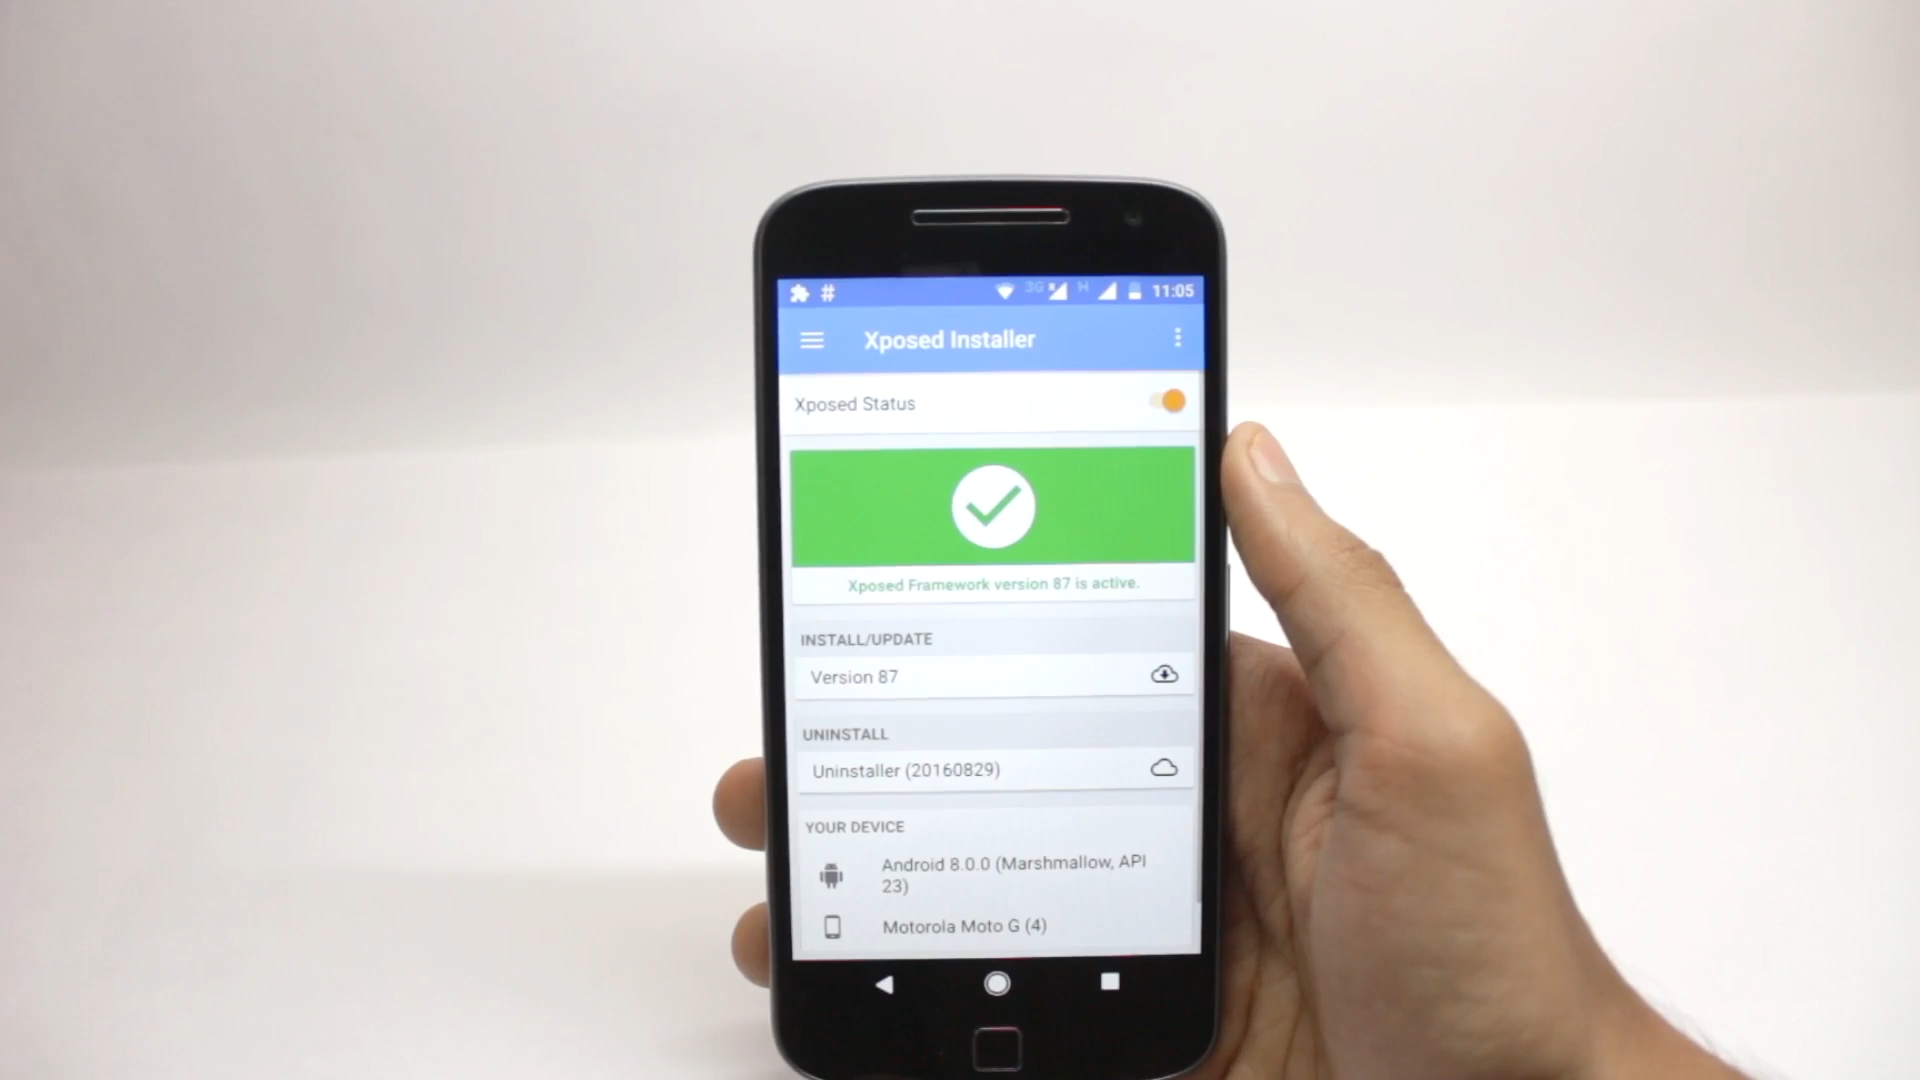 # 3G H 11:05
Xposed Installer
Xposed Status
Xposed Framework version 87 is active.
INSTALL/UPDATE
Version 87
UNINSTALL
Uninstaller (20160829)
YOUR DEVICE
Android 8.0.0 (Marshmallow, API
23)
Motorola Moto G (4)